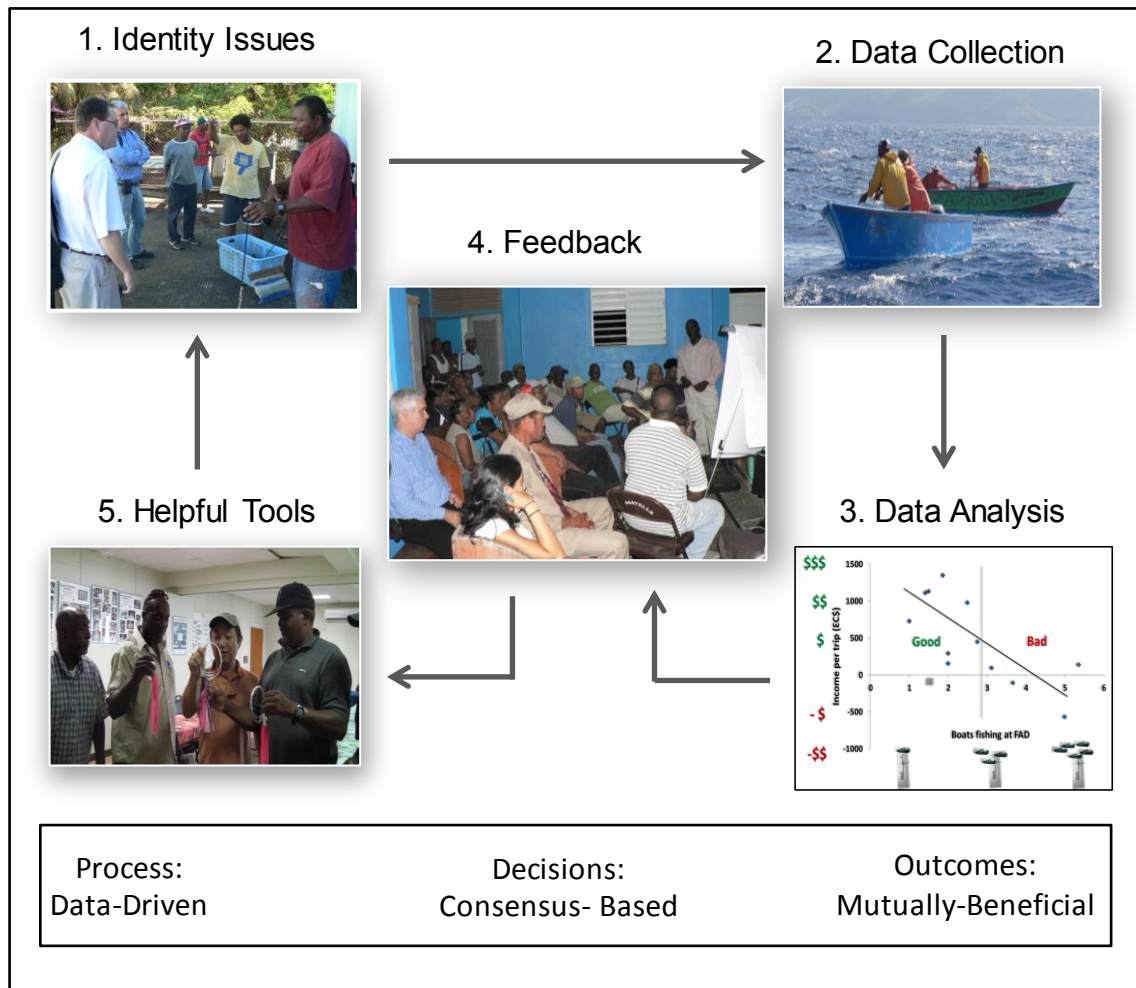 1. Identity Issues
2. Data Collection
4. Feedback
5. Helpful Tools
3. Data Analysis
$$$
$$
$
- $
-$$
Income per trip (EC$)
1500
1000
500
0
-500
-1000
Good
Bad
0 1 2 3 4 5 6
Boats fishing at FAD
Process:
Data-Driven
Decisions:
Consensus- Based
Outcomes:
Mutually-Beneficial